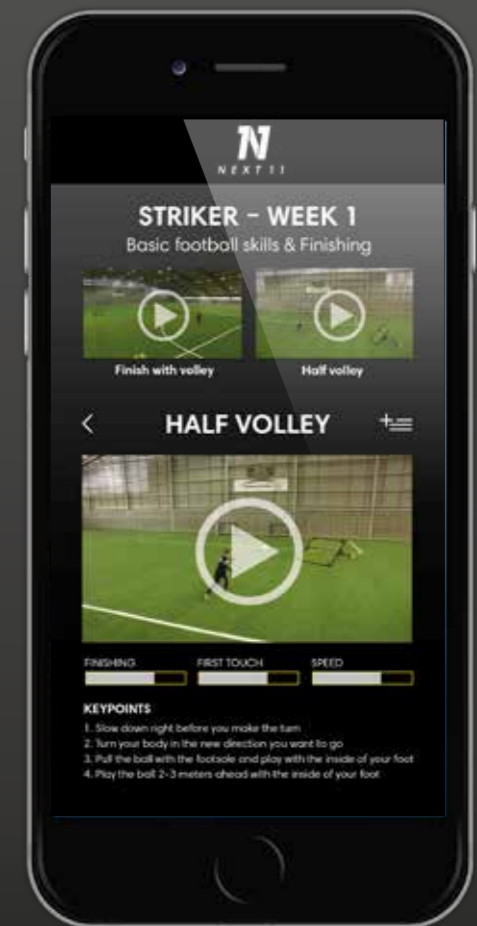 N
NEXT 11
STRIKER - WEEK 1
Basic football skills & Finishing
Finish with volley
Half volley
HALF VOLLEY
FINISHING
FIRST TOUCH
SPEED
KEYPOINTS
1. Slow down right before you make the turn
2. Turn your body in the new direction you want to go
3. Pull the ball with the footsole and play with the inside of your foot
4. Play the ball 2-3 meters ahead with the inside of your foot